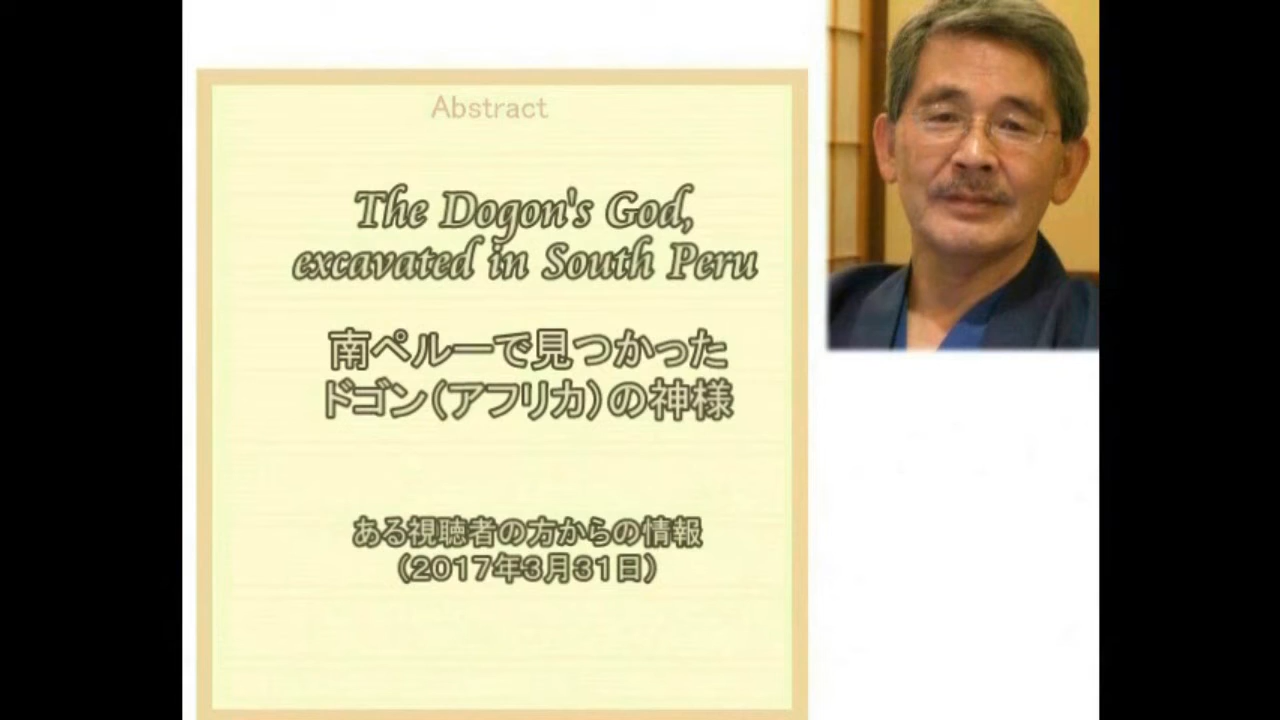 Abstract
The Dogon's God,
excavated in South Peru
南ペルーで見つかった
ドゴン（アフリカ）の神様
ある視聴者の方からの情報
（2017年3月31日）